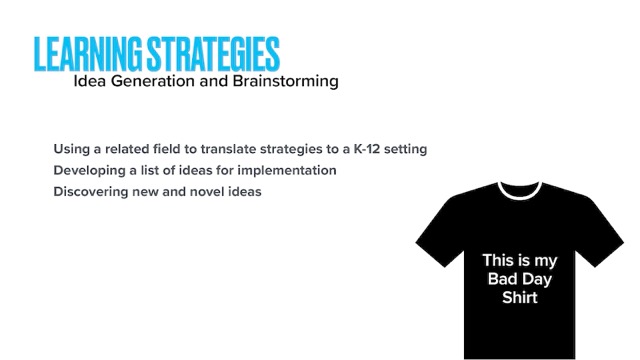 LEARNING STRATEGIES
Idea Generation and Brainstorming
Using a related field to translate strategies to a K-12 setting
Developing a list of ideas for implementation
Discovering new and novel ideas
This is my
Bad Day
Shirt